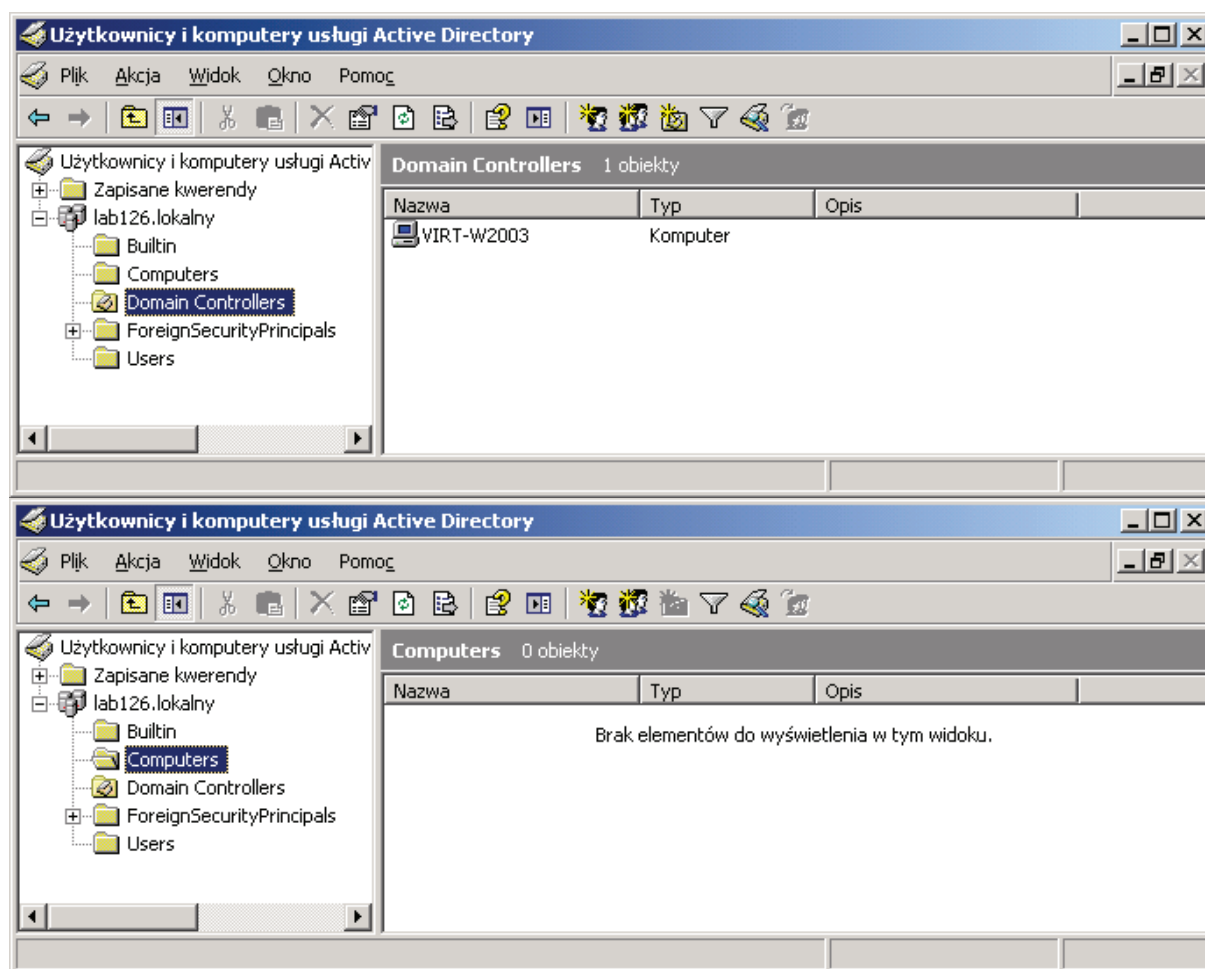 Użytkownicy i komputery usługi Active Directory
Plik Akcja Widok Okno Pomoc
Użytkownicy i komputery usługi Activ
Zapisane kwerendy
lab126.lokalny
Builtin
Computers
Domain Controllers
ForeignSecurityPrincipals
Users
Domain Controllers 1 obiekty
Nazwa Typ Opis
VIRT-W2003 Komputer
Użytkownicy i komputery usługi Active Directory
Plik Akcja Widok Okno Pomoc
Użytkownicy i komputery usługi Activ
Zapisane kwerendy
lab126.lokalny
Builtin
Computers
Domain Controllers
ForeignSecurityPrincipals
Users
Computers 0 obiekty
Nazwa Typ Opis
Brak elementów do wyświetlenia w tym widoku.